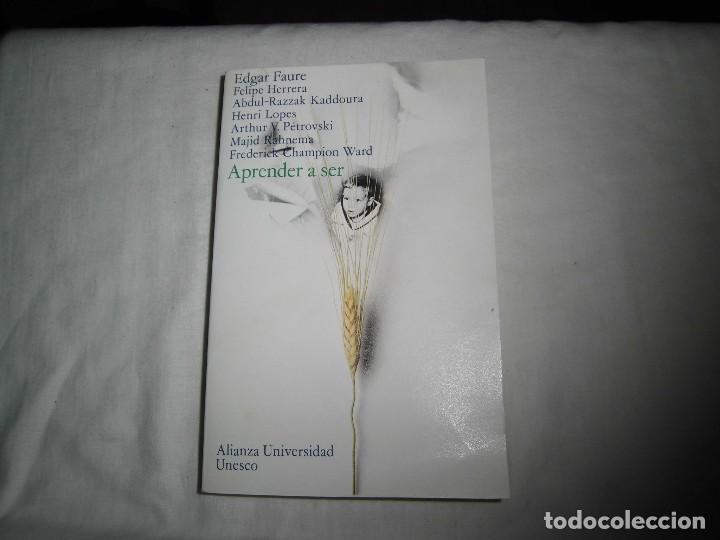 Edgar Faure
Felipe Herrera
Abdul-Razzak Kaddoura
Henri Lopes
Arthur V. Petrovski
Majid Rahnema
Frederick Champion Ward
Aprender a ser
Alianza Universidad
Unesco
todocoleccion